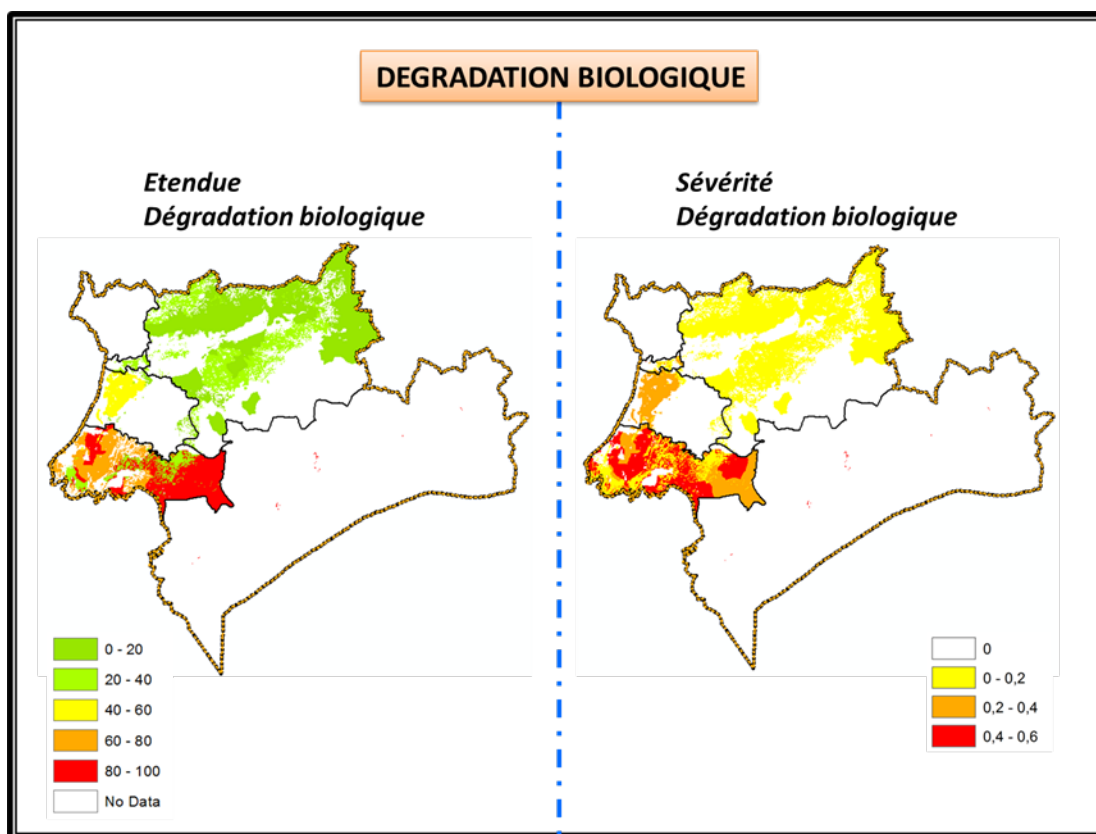 DEGRADATION BIOLOGIQUE
Etendue
Dégradation biologique
0 - 20
20 - 40
40 - 60
60 - 80
80 - 100
No Data
Sévérité
Dégradation biologique
0
0 - 0,2
0,2 - 0,4
0,4 - 0,6